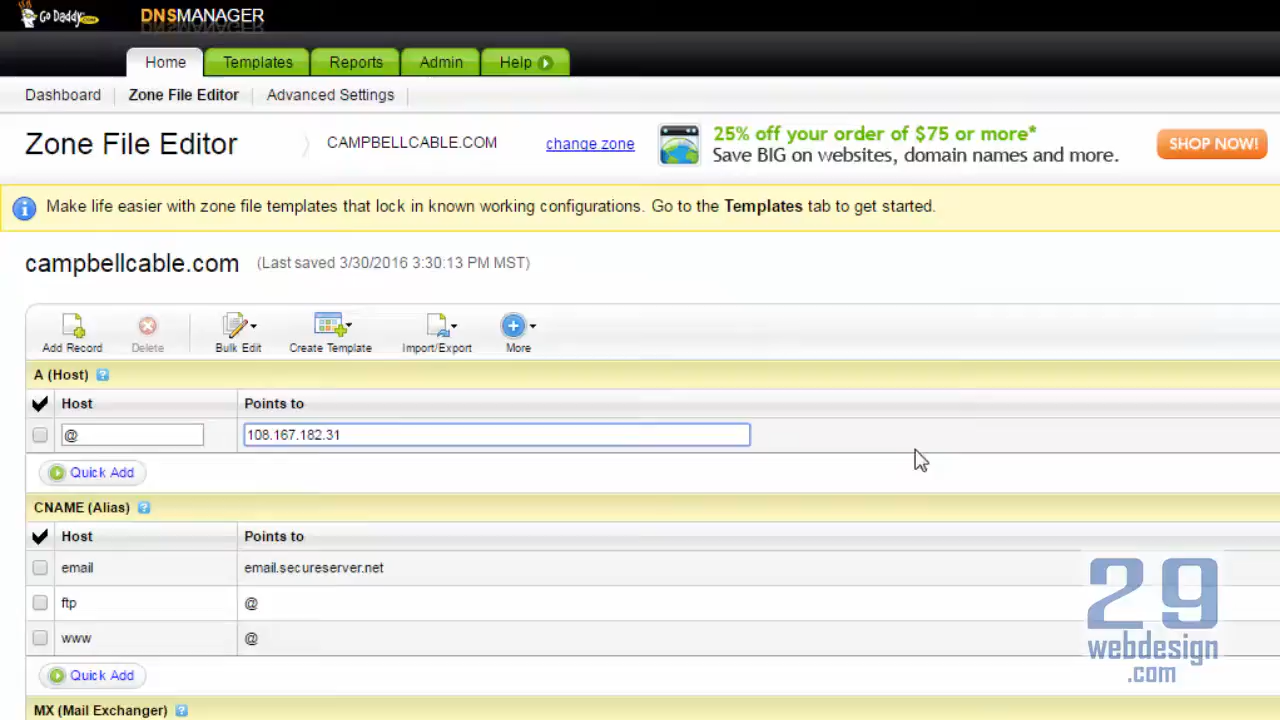 Go Daddy.COM DNSMANAGER
Home Templates Reports Admin Help
Dashboard Zone File Editor Advanced Settings
Zone File Editor CAMPBELLCABLE.COM change zone
25% off your order of $75 or more*
Save BIG on websites, domain names and more.
SHOP NOW!
Make life easier with zone file templates that lock in known working configurations. Go to the Templates tab to get started.
campbellcable.com (Last saved 3/30/2016 3:30:13 PM MST)
Add Record Delete Bulk Edit Create Template Import/Export More
A (Host) ?
Host Points to
@ 108.167.182.31
Quick Add
CNAME (Alias) ?
Host Points to
email email.secureserver.net
ftp @
www @
Quick Add
MX (Mail Exchanger) ?
29
webdesign
.com